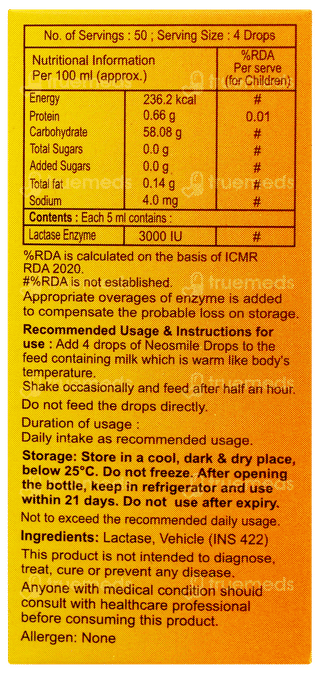 No. of Servings : 50 ; Serving Size : 4 Drops
Nutritional Information
Per 100 ml (approx.)
%RDA
Per serve
(for Children)
Energy 236.2 kcal #
Protein 0.66 g 0.01
Carbohydrate 58.08 g #
Total Sugars 0.0 g #
Added Sugars 0.0 g #
Total fat 0.14 g #
Sodium 4.0 mg #
Contents : Each 5 ml contains :
Lactase Enzyme 3000 IU #
%RDA is calculated on the basis of ICMR
RDA 2020.
#%RDA is not established.
Appropriate overages of enzyme is added
to compensate the probable loss on storage.
Recommended Usage & Instructions for
use : Add 4 drops of Neosmile Drops to the
feed containing milk which is warm like body's
temperature.
Shake occasionally and feed after half an hour.
Do not feed the drops directly.
Duration of usage :
Daily intake as recommended usage.
Storage: Store in a cool, dark & dry place,
below 25°C. Do not freeze. After opening
the bottle, keep in refrigerator and use
within 21 days. Do not use after expiry.
Not to exceed the recommended daily usage.
Ingredients: Lactase, Vehicle (INS 422)
This product is not intended to diagnose,
treat, cure or prevent any disease.
Anyone with medical condition should
consult with healthcare professional
before consuming this product.
Allergen: None
truemeds